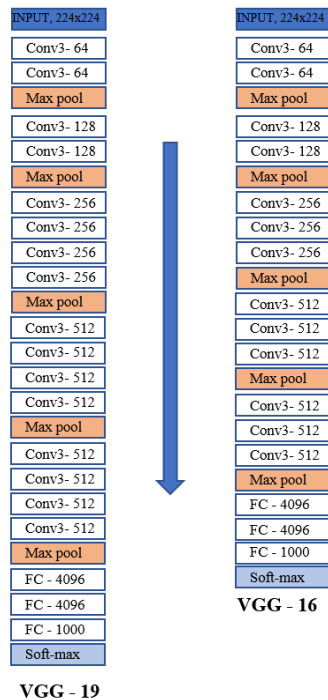 INPUT, 224x224
Conv3- 64
Conv3- 64
Max pool
Conv3- 128
Conv3- 128
Max pool
Conv3- 256
Conv3- 256
Conv3- 256
Conv3- 256
Max pool
Conv3- 512
Conv3- 512
Conv3- 512
Conv3- 512
Max pool
Conv3- 512
Conv3- 512
Conv3- 512
Conv3- 512
Max pool
FC - 4096
FC - 4096
FC - 1000
Soft-max
VGG - 19
INPUT, 224x224
Conv3- 64
Conv3- 64
Max pool
Conv3- 128
Conv3- 128
Max pool
Conv3- 256
Conv3- 256
Conv3- 256
Max pool
Conv3- 512
Conv3- 512
Conv3- 512
Max pool
Conv3- 512
Conv3- 512
Conv3- 512
Max pool
FC - 4096
FC - 4096
FC - 1000
Soft-max
VGG - 16